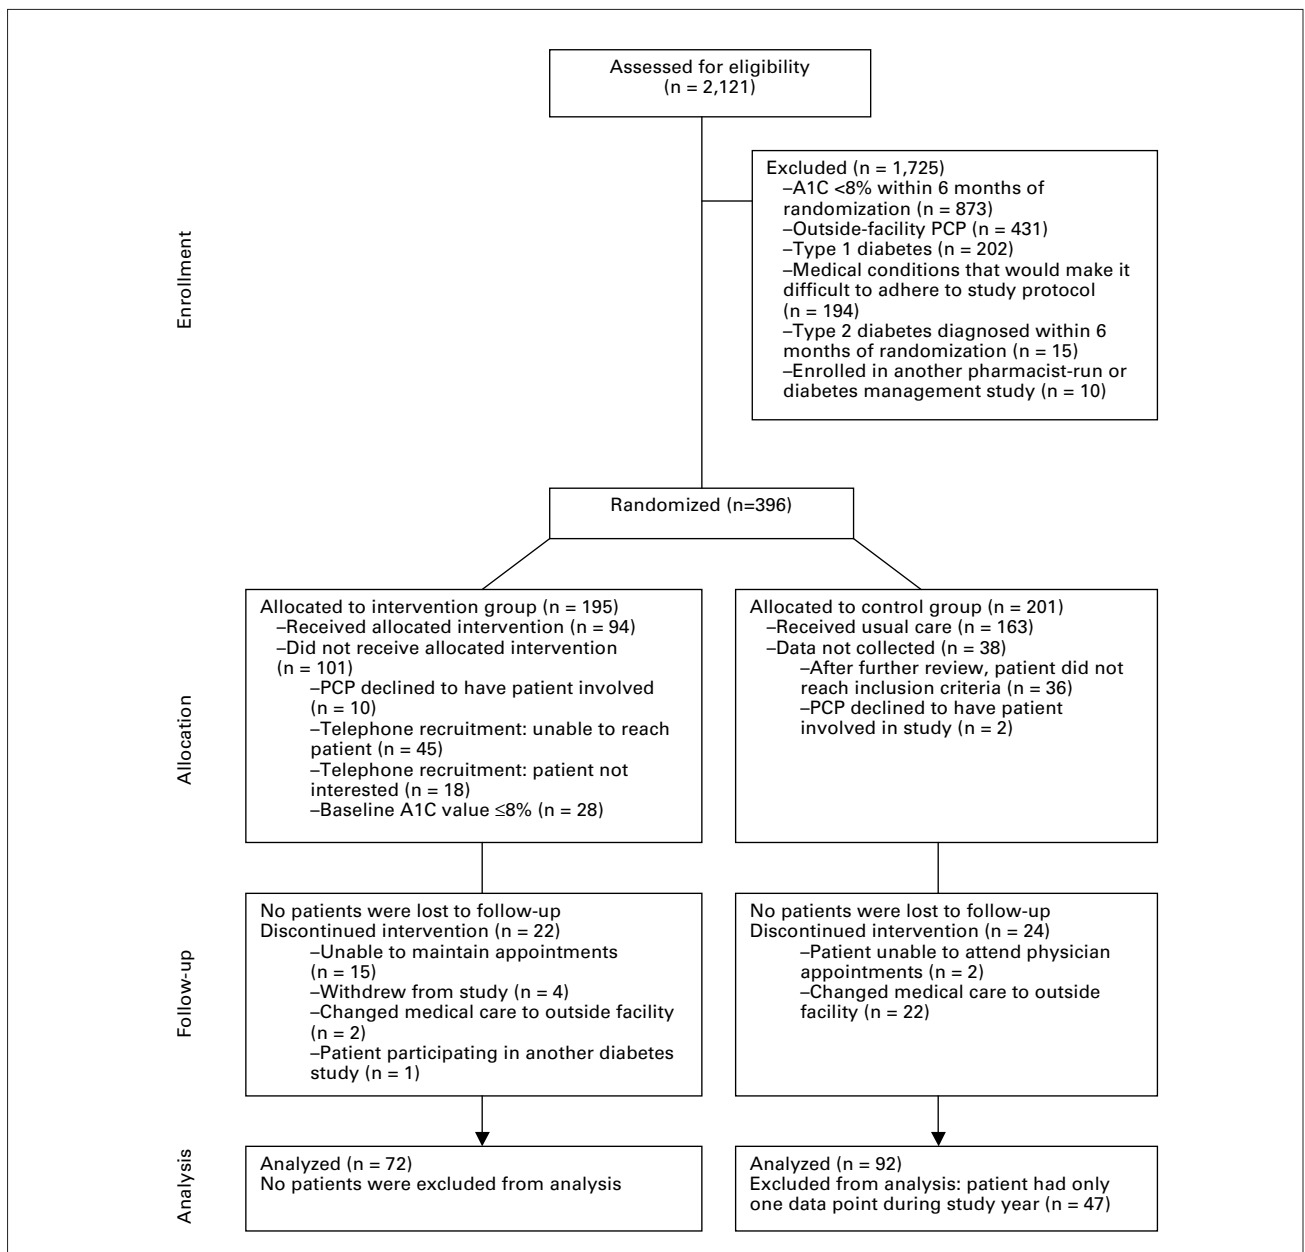 Assessed for eligibility
(n = 2,121)
Enrollment
Excluded (n = 1,725)
–A1C <8% within 6 months of
randomization (n = 873)
–Outside-facility PCP (n = 431)
–Type 1 diabetes (n = 202)
–Medical conditions that would make it
difficult to adhere to study protocol
(n = 194)
–Type 2 diabetes diagnosed within 6
months of randomization (n = 15)
–Enrolled in another pharmacist-run or
diabetes management study (n = 10)
Randomized (n=396)
Allocation
Allocated to intervention group (n = 195)
–Received allocated intervention (n = 94)
–Did not receive allocated intervention
(n = 101)
–PCP declined to have patient involved
(n = 10)
–Telephone recruitment: unable to reach
patient (n = 45)
–Telephone recruitment: patient not
interested (n = 18)
–Baseline A1C value ≤8% (n = 28)
Allocated to control group (n = 201)
–Received usual care (n = 163)
–Data not collected (n = 38)
–After further review, patient did not
reach inclusion criteria (n = 36)
–PCP declined to have patient
involved in study (n = 2)
Follow-up
No patients were lost to follow-up
Discontinued intervention (n = 22)
–Unable to maintain appointments
(n = 15)
–Withdrew from study (n = 4)
–Changed medical care to outside facility
(n = 2)
–Patient participating in another diabetes
study (n = 1)
No patients were lost to follow-up
Discontinued intervention (n = 24)
–Patient unable to attend physician
appointments (n = 2)
–Changed medical care to outside
facility (n = 22)
Analysis
Analyzed (n = 72)
No patients were excluded from analysis
Analyzed (n = 92)
Excluded from analysis: patient had only
one data point during study year (n = 47)